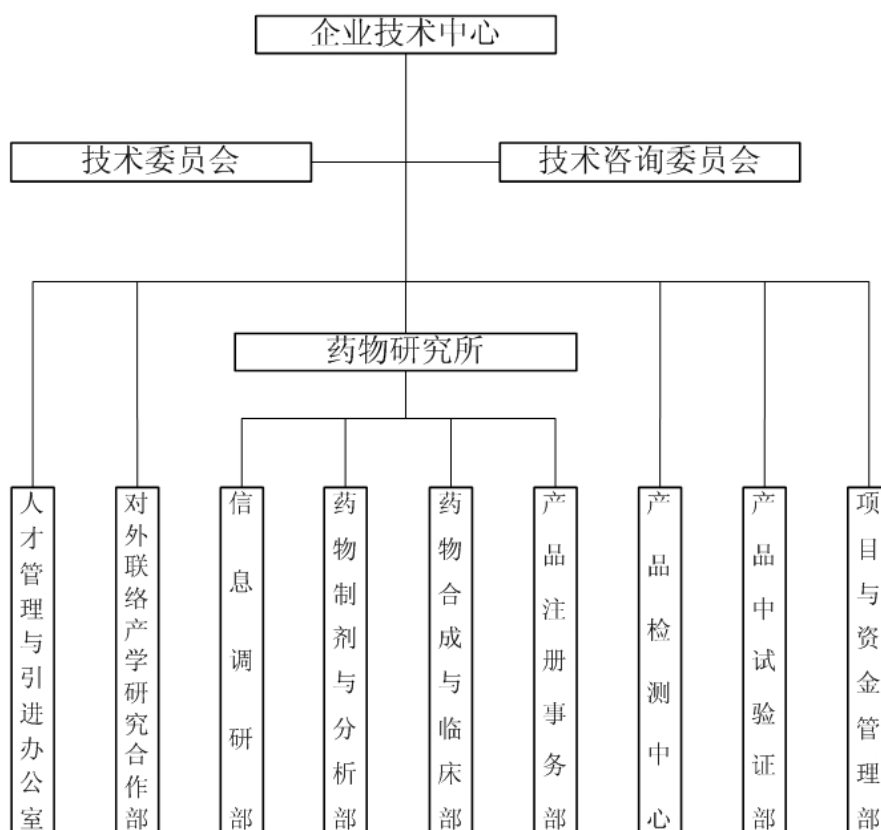 企业技术中心
技术委员会
技术咨询委员会
药物研究所
人才管理与引进办公室
对外联络产学研究合作部
信息调研部
药物制剂与分析部
药物合成与临床部
产品注册事务部
产品检测中心
产品中试验证部
项目与资金管理部